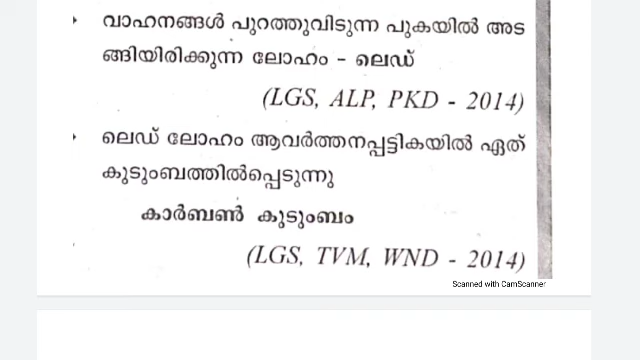 വാഹനങ്ങൾ പുറത്തുവിടുന്ന പുകയിൽ അട
ങ്ങിയിരിക്കുന്ന ലോഹം - ലെഡ്
(LGS, ALP, PKD - 2014)
ലെഡ് ലോഹം ആവർത്തനപ്പട്ടികയിൽ ഏത്
കുടുംബത്തിൽപ്പെടുന്നു
കാർബൺ കുടുംബം
(LGS, TVM, WND - 2014)
Scanned with CamScanner